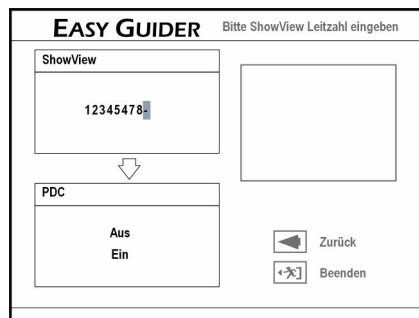 EASY GUIDER Bitte ShowView Leitzahl eingeben
ShowView
12345478-
PDC
Aus
Ein
Zurück
Beenden